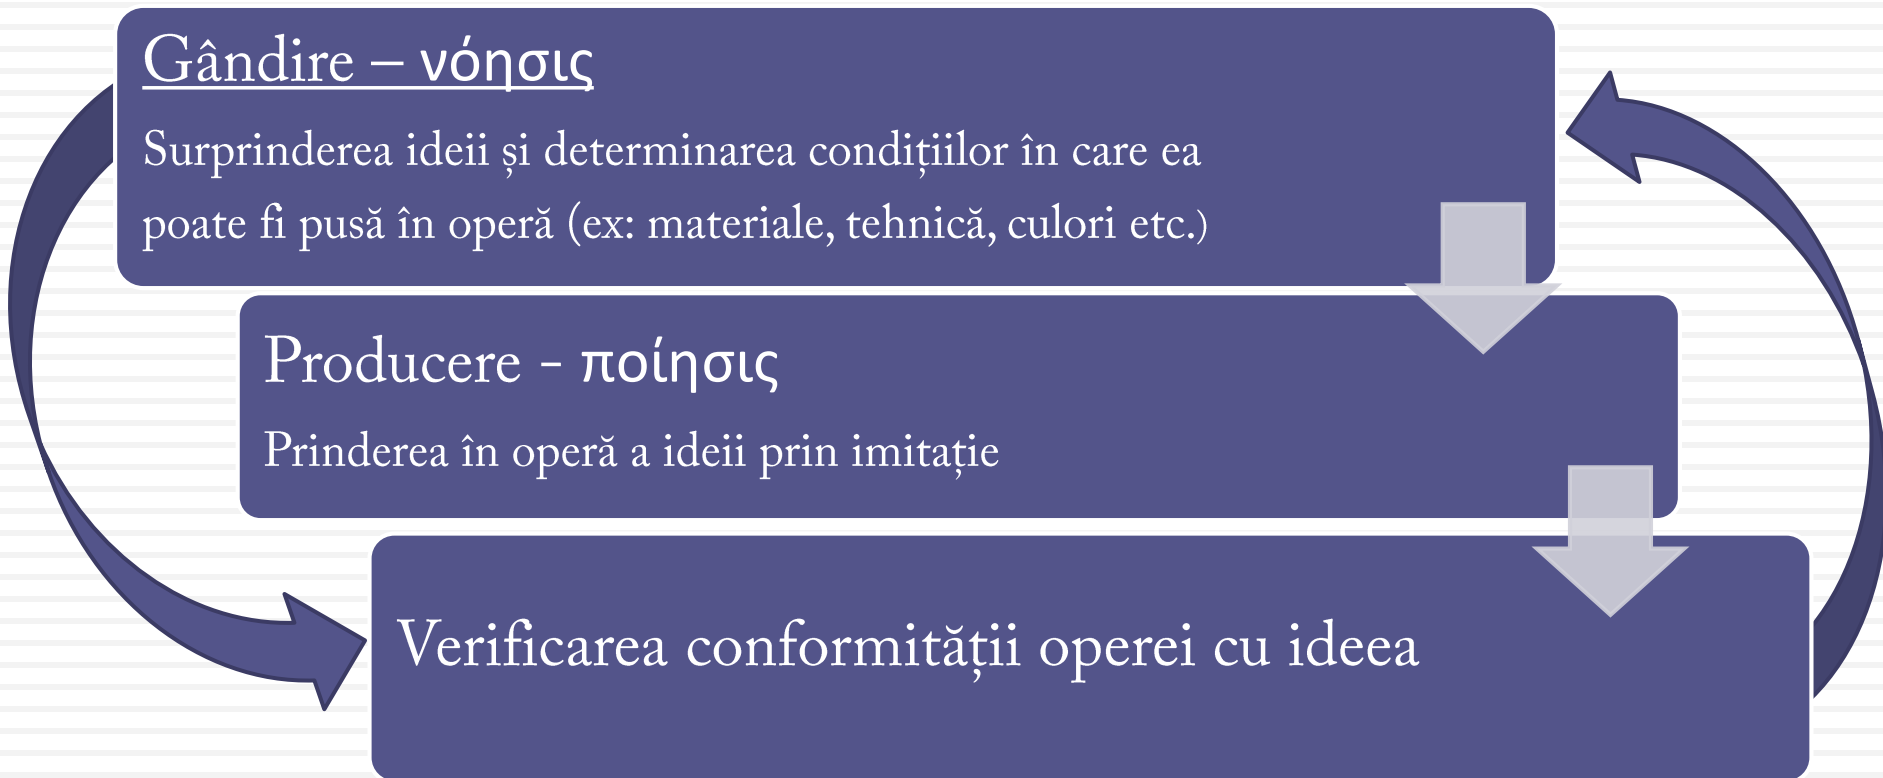 Gândire – νόησις
Surprinderea ideii și determinarea condițiilor în care ea
poate fi pusă în operă (ex: materiale, tehnică, culori etc.)
Producere - ποίησις
Prinderea în operă a ideii prin imitație
Verificarea conformității operei cu ideea